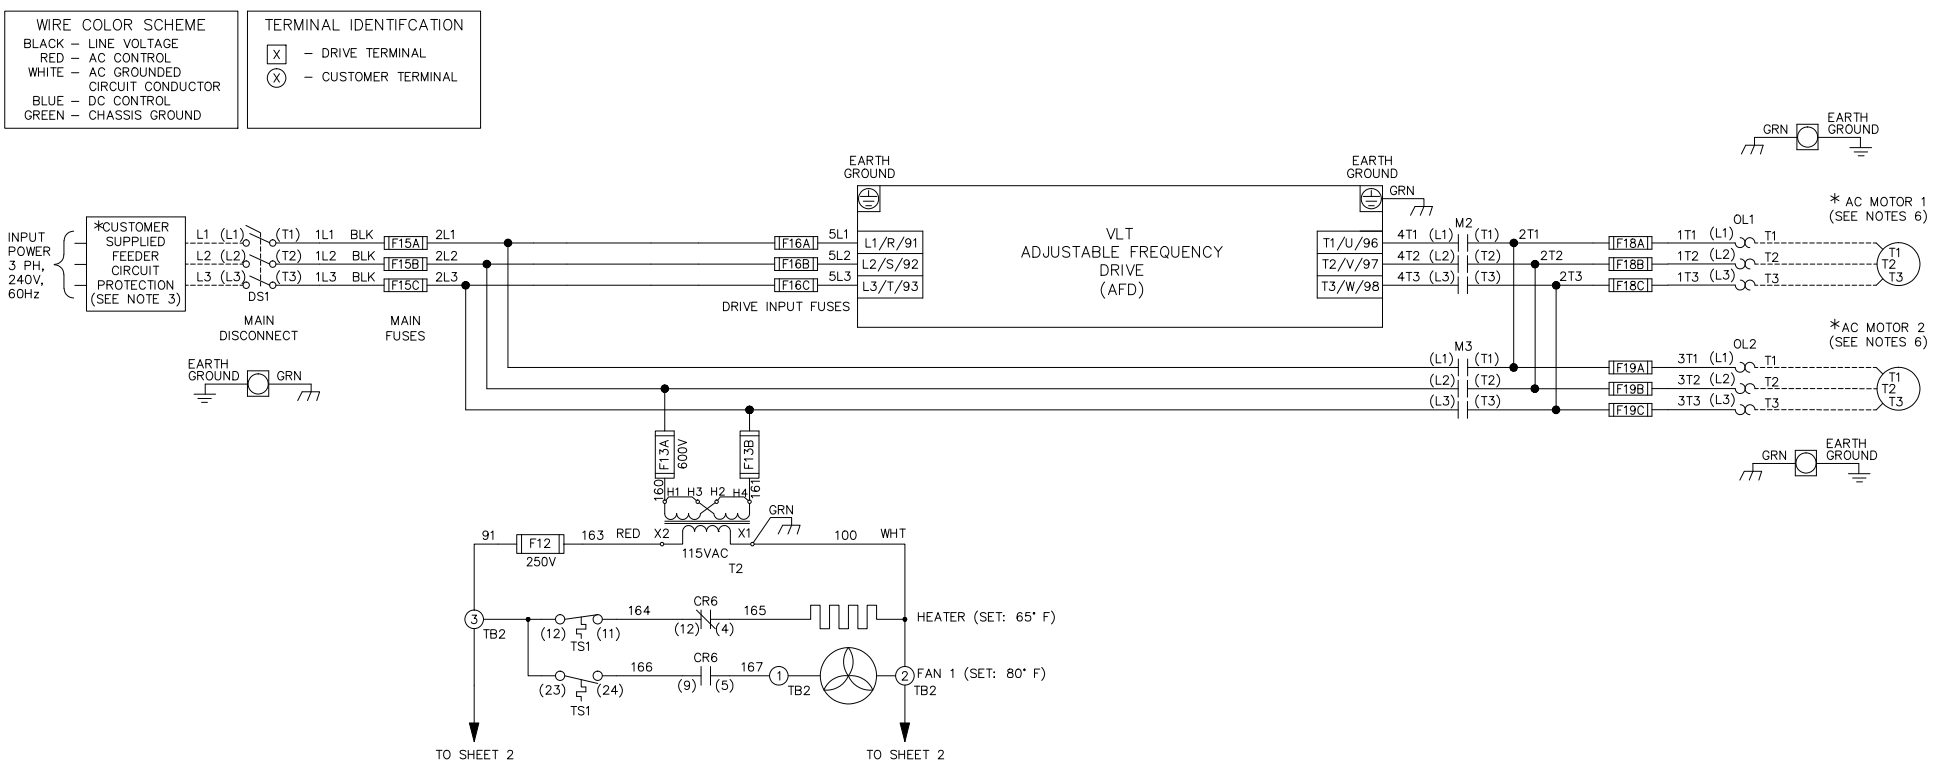 WIRE COLOR SCHEME
BLACK – LINE VOLTAGE
RED – AC CONTROL
WHITE – AC GROUNDED
CIRCUIT CONDUCTOR
BLUE – DC CONTROL
GREEN – CHASSIS GROUND
TERMINAL IDENTIFCATION
X – DRIVE TERMINAL
X – CUSTOMER TERMINAL
INPUT
POWER
3 PH,
240V,
60Hz
*CUSTOMER
SUPPLIED
FEEDER
CIRCUIT
PROTECTION
(SEE NOTE 3)
L1 (L1) (T1) 1L1 BLK F15A 2L1
L2 (L2) (T2) 1L2 BLK F15B 2L2
L3 (L3) (T3) 1L3 BLK F15C 2L3
DS1
MAIN
DISCONNECT
MAIN
FUSES
EARTH
GROUND GRN
F16A 5L1 L1/R/91
F16B 5L2 L2/S/92
F16C 5L3 L3/T/93
DRIVE INPUT FUSES
EARTH
GROUND
VLT
ADJUSTABLE FREQUENCY
DRIVE
(AFD)
EARTH
GROUND
GRN
M2
T1/U/96 4T1 (L1) (T1) 2T1 F18A 1T1 (L1) T1
T2/V/97 4T2 (L2) (T2) 2T2 F18B 1T2 (L2) T2
T3/W/98 4T3 (L3) (T3) 2T3 F18C 1T3 (L3) T3
OL1
GRN EARTH
GROUND
* AC MOTOR 1
(SEE NOTES 6)
T1
T2
T3
M3
(L1) (T1) F19A 3T1 (L1) T1
(L2) (T2) F19B 3T2 (L2) T2
(L3) (T3) F19C 3T3 (L3) T3
OL2
*AC MOTOR 2
(SEE NOTES 6)
T1
T2
T3
GRN EARTH
GROUND
F13A 600V F13B
160 H1 H3 H2 H4 161
GRN
91 F12 163 RED X2 X1 100 WHT
250V
115VAC
T2
3 TB2
164 CR6 165
(12) (11) (12) (4)
TS1
HEATER (SET: 65° F)
166 CR6 167 1
(23) (24) (9) (5) TB2
TS1
2 FAN 1 (SET: 80° F)
TB2
TO SHEET 2
TO SHEET 2